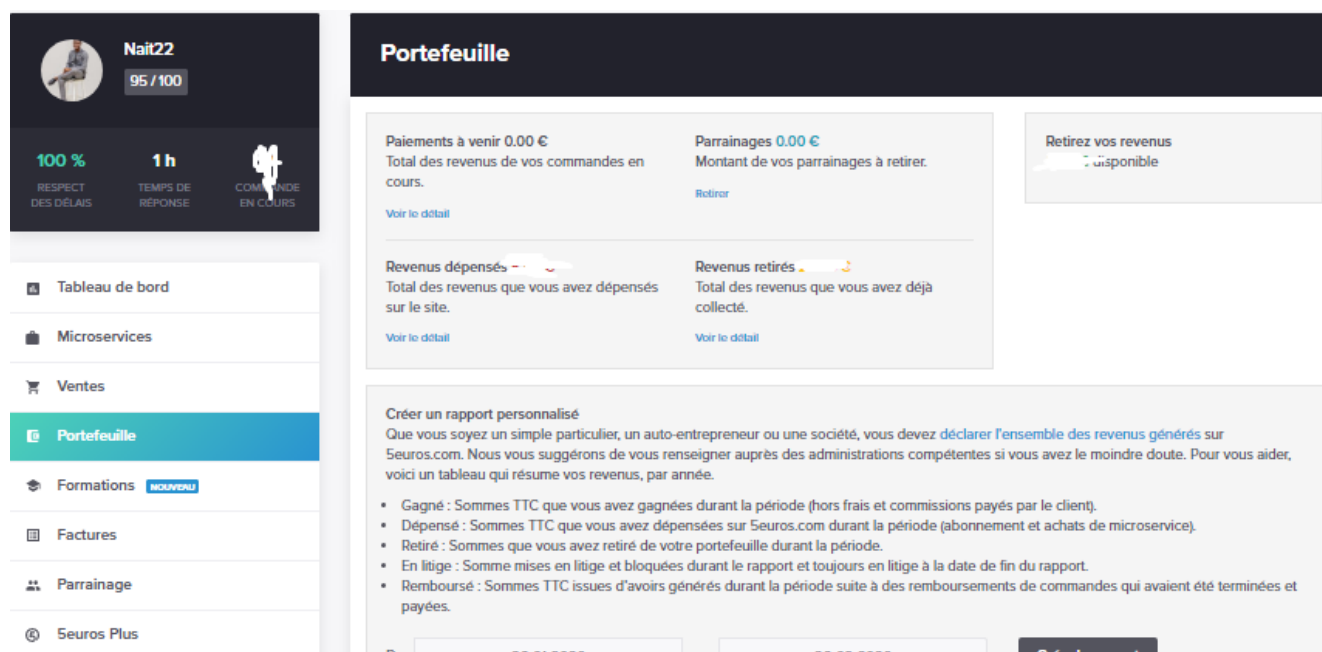 Nait22
95 / 100
100 %
RESPECT
DES DÉLAIS
1 h
TEMPS DE
RÉPONSE
COMMANDE
EN COURS
Tableau de bord
Microservices
Ventes
Portefeuille
Formations NOUVEAU
Factures
Parrainage
5euros Plus
Portefeuille
Paiements à venir 0.00 €
Total des revenus de vos commandes en
cours.
Voir le détail
Parrainages 0.00 €
Montant de vos parrainages à retirer.
Retirer
Retirez vos revenus
disponible
Revenus dépensés
Total des revenus que vous avez dépensés
sur le site.
Voir le détail
Revenus retirés
Total des revenus que vous avez déjà
collecté.
Voir le détail
Créer un rapport personnalisé
Que vous soyez un simple particulier, un auto-entrepreneur ou une société, vous devez déclarer l'ensemble des revenus générés sur
5euros.com. Nous vous suggérons de vous renseigner auprès des administrations compétentes si vous avez le moindre doute. Pour vous aider,
voici un tableau qui résume vos revenus, par année.
• Gagné : Sommes TTC que vous avez gagnées durant la période (hors frais et commissions payés par le client).
• Dépensé : Sommes TTC que vous avez dépensées sur 5euros.com durant la période (abonnement et achats de microservice).
• Retiré : Sommes que vous avez retiré de votre portefeuille durant la période.
• En litige : Somme mises en litige et bloquées durant le rapport et toujours en litige à la date de fin du rapport.
• Remboursé : Sommes TTC issues d'avoirs générés durant la période suite à des remboursements de commandes qui avaient été terminées et
payées.